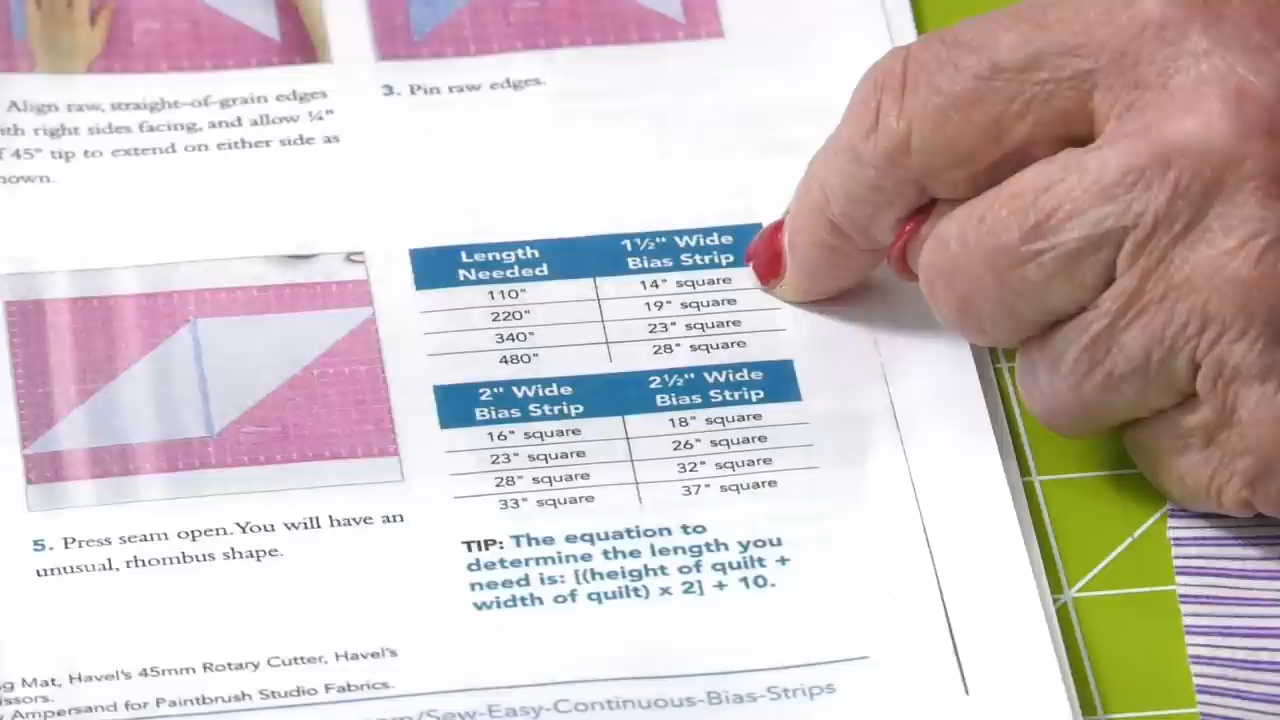 Align raw, straight-of-grain edges
with right sides facing, and allow ¼"
45° tip to extend on either side as
3. Pin raw edges.
Length Needed 1½" Wide Bias Strip
110" 14" square
220" 19" square
340" 23" square
480" 28" square
2" Wide Bias Strip 2½" Wide Bias Strip
16" square 18" square
23" square 26" square
28" square 32" square
33" square 37" square
TIP: The equation to
determine the length you
need is: [(height of quilt +
width of quilt) x 2] + 10.
5. Press seam open. You will have an
unusual, rhombus shape.
Mat, Havel's 45mm Rotary Cutter, Havel's
Ampersand for Paintbrush Studio Fabrics.
/Sew-Easy-Continuous-Bias-Strips